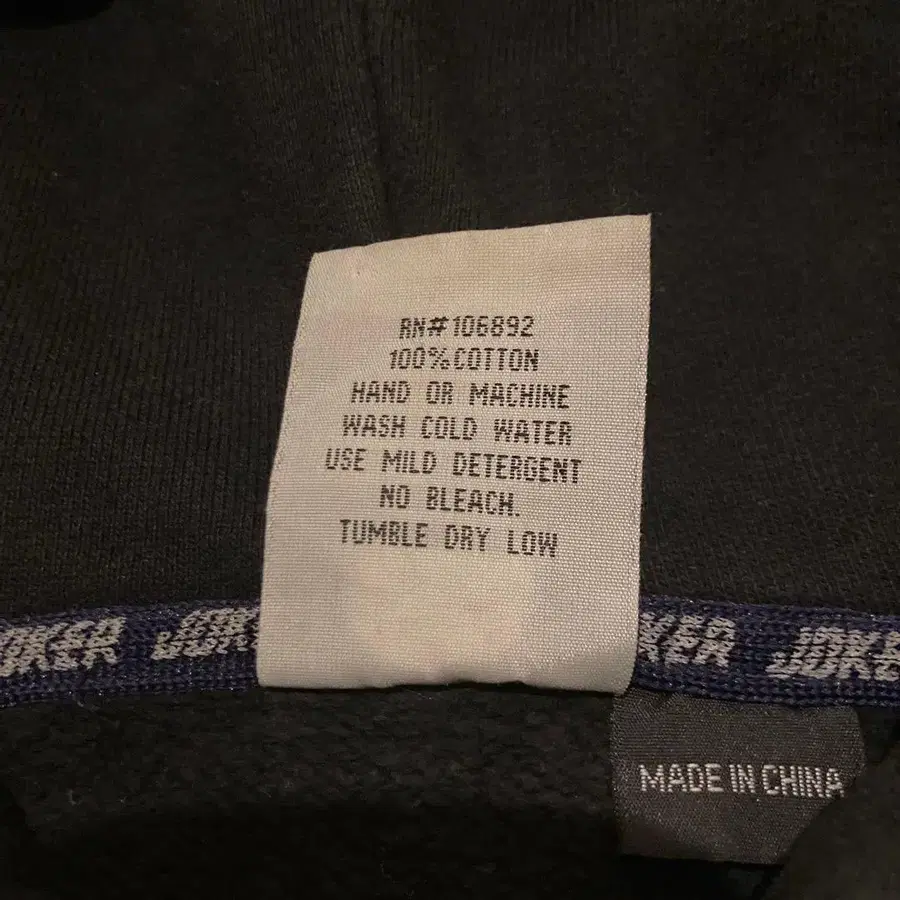 RN#106892
100%COTTON
HAND OR MACHINE
WASH COLD WATER
USE MILD DETERGENT
NO BLEACH.
TUMBLE DRY LOW
JOKER
MADE IN CHINA